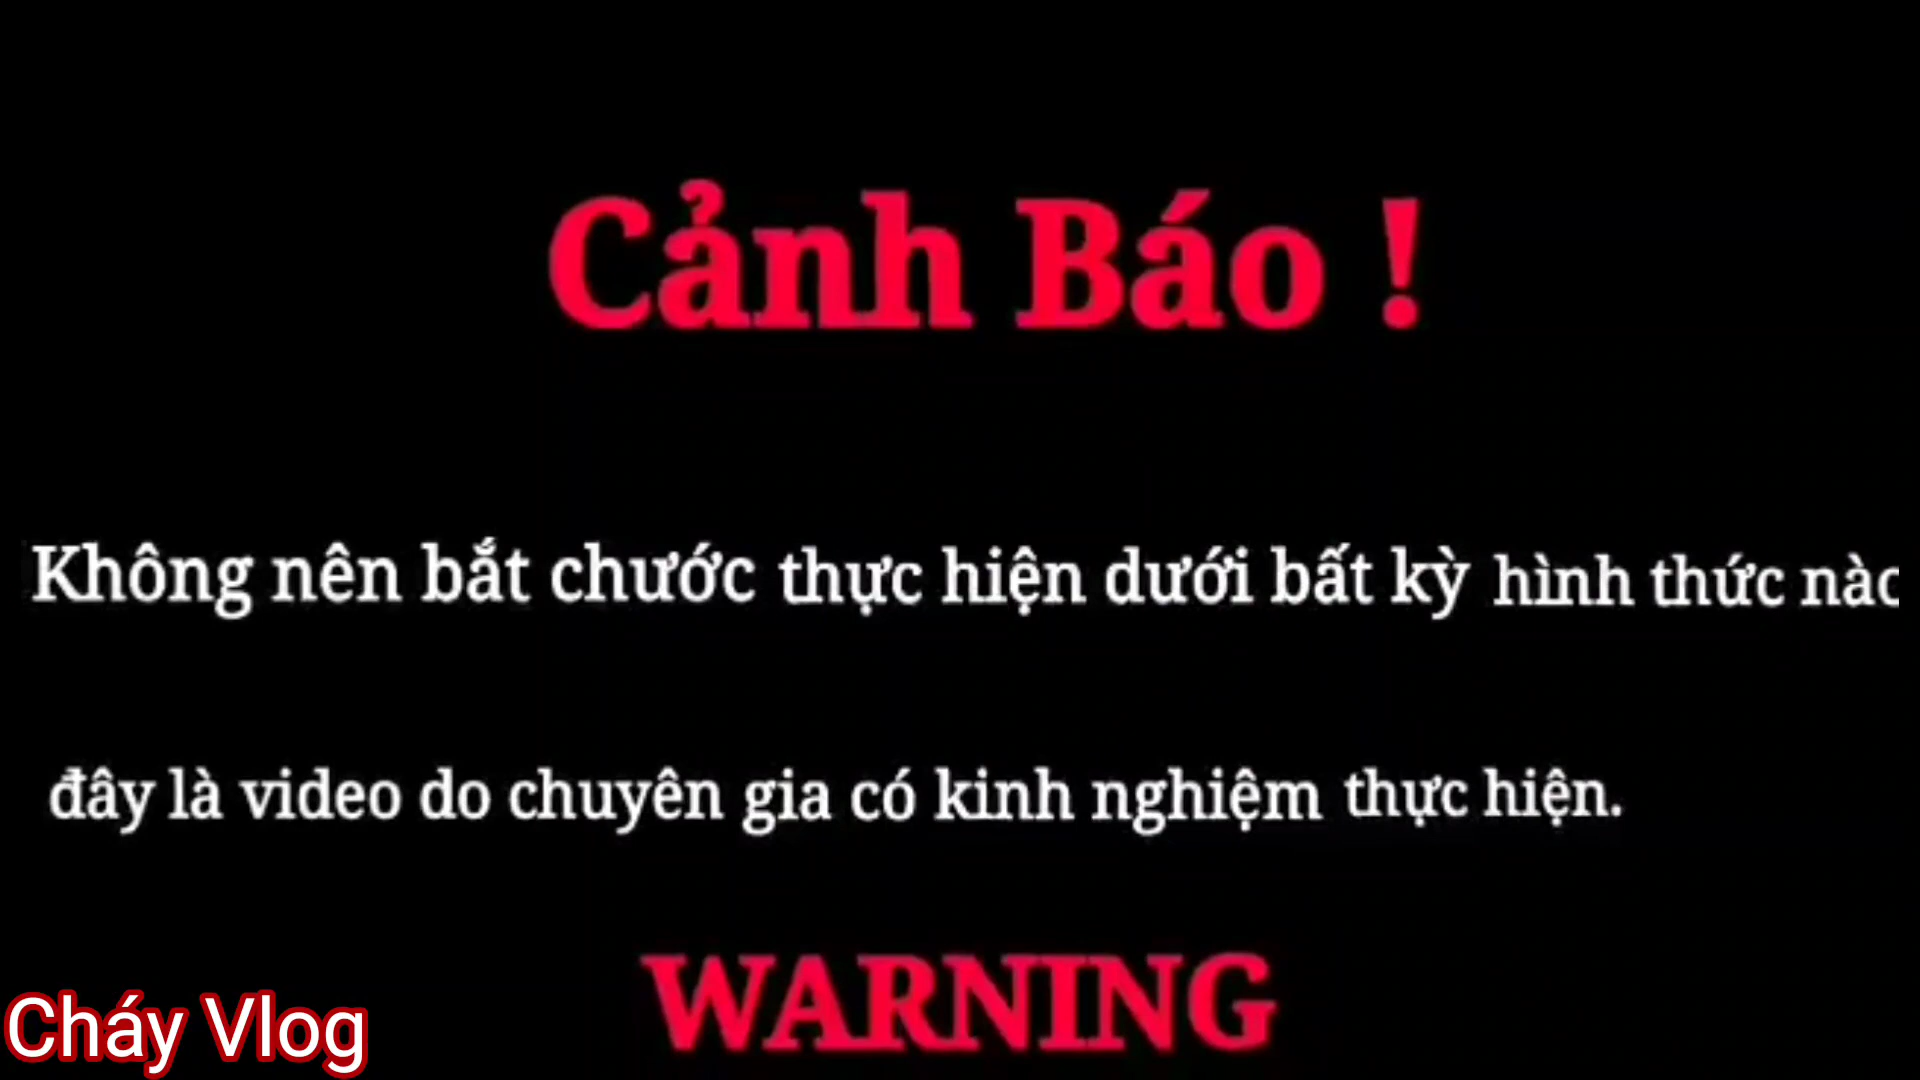 Cảnh Báo !
Không nên bắt chước thực hiện dưới bất kỳ hình thức nào
đây là video do chuyên gia có kinh nghiệm thực hiện.
WARNING
Cháy Vlog